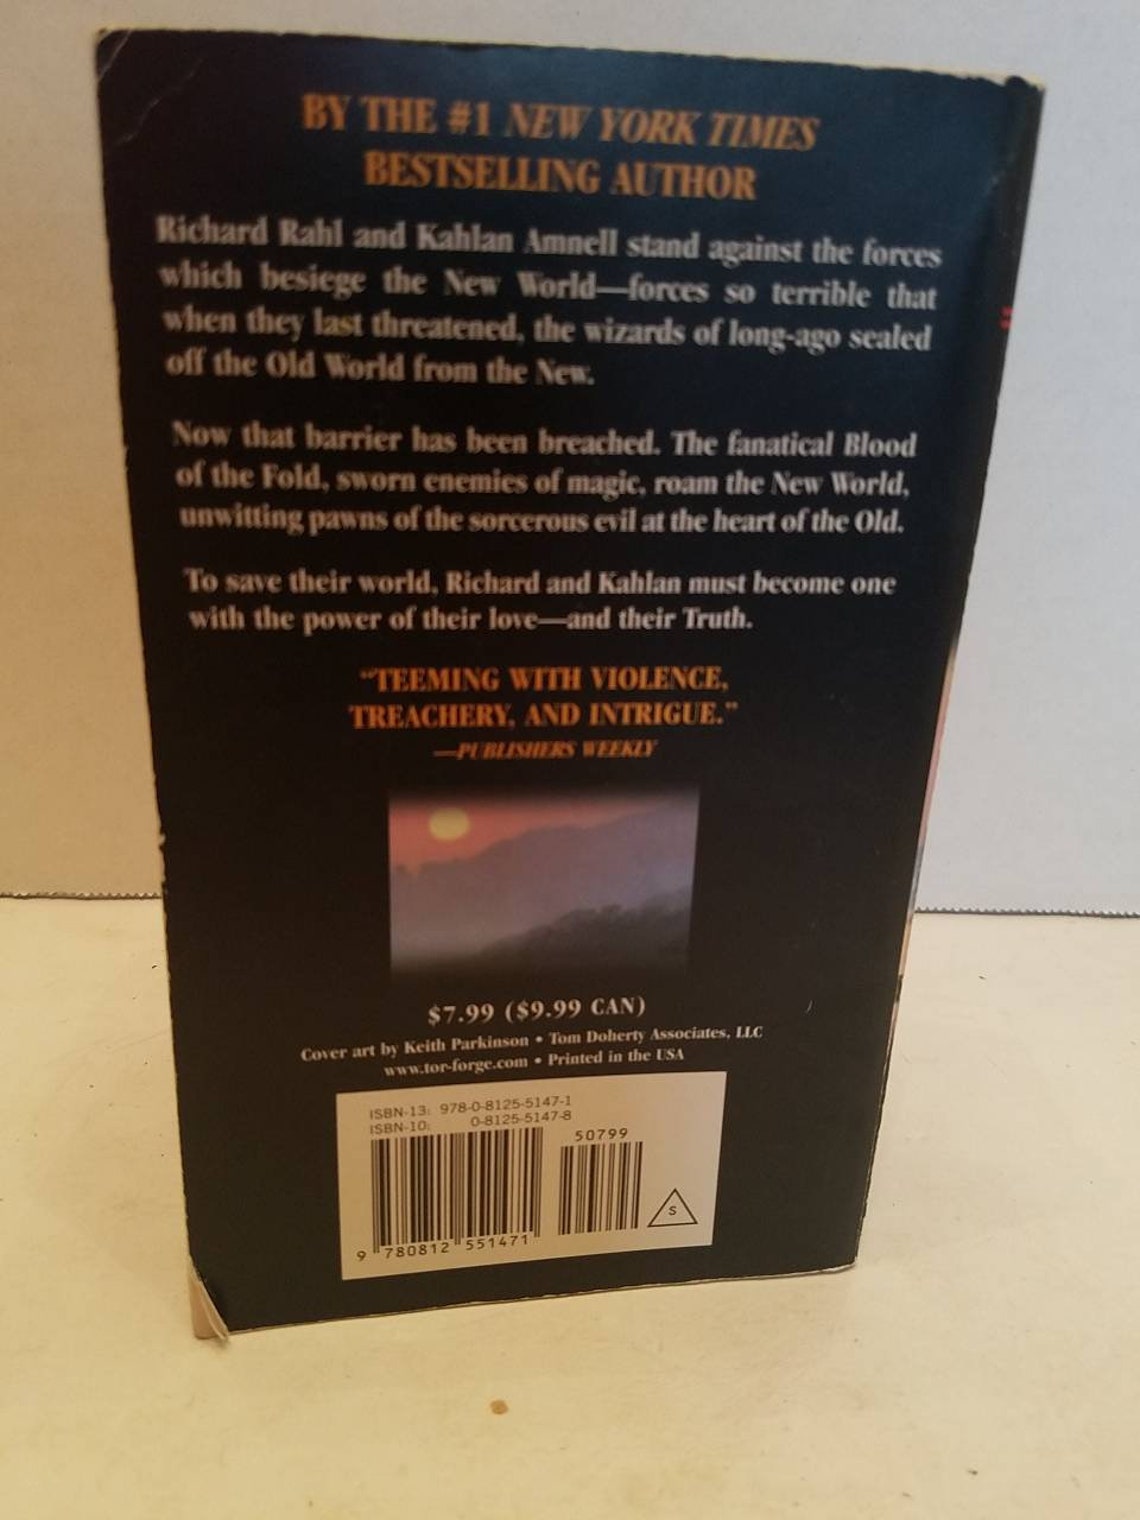 BY THE #1 NEW YORK TIMES
BESTSELLING AUTHOR
Richard Rahl and Kahlan Amnell stand against the forces
which besiege the New World—forces so terrible that
when they last threatened, the wizards of long-ago sealed
off the Old World from the New.
Now that barrier has been breached. The fanatical Blood
of the Fold, sworn enemies of magic, roam the New World,
unwitting pawns of the sorcerous evil at the heart of the Old.
To save their world, Richard and Kahlan must become one
with the power of their love—and their Truth.
"TEEMING WITH VIOLENCE,
TREACHERY, AND INTRIGUE."
—PUBLISHERS WEEKLY
$7.99 ($9.99 CAN)
Cover art by Keith Parkinson • Tom Doherty Associates, LLC
www.tor-forge.com • Printed in the USA
ISBN-13: 978-0-8125-5147-1
ISBN-10: 0-8125-5147-8
50799
S
9 780812 551471